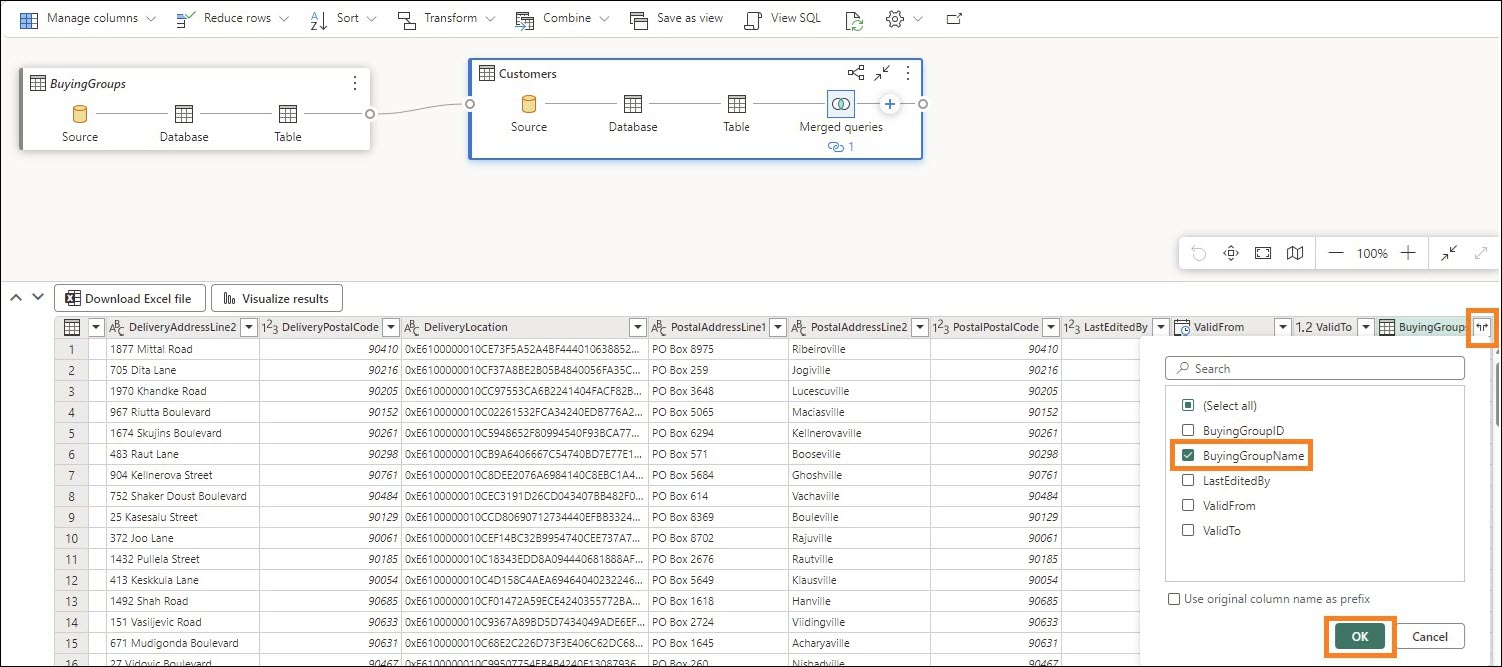 Manage columns Reduce rows Sort Transform Combine Save as view View SQL
BuyingGroups
Source Database Table
Customers
Source Database Table Merged queries
1
100%
Download Excel file Visualize results
DeliveryAddressLine2 DeliveryPostalCode DeliveryLocation PostalAddressLine1 PostalAddressLine2 PostalPostalCode LastEditedBy ValidFrom 1.2 ValidTo BuyingGroups
1 1877 Mittal Road 90410 0xE6100000010CE73F5A52A4BF444010638852... PO Box 8975 Ribeiroville 90410
2 705 Dita Lane 90216 0xE6100000010CF37A8BE2B05B4840056FA35C... PO Box 259 Jogiville 90216
3 1970 Khandke Road 90205 0xE6100000010CC97553CA6B2241404FACF82B... PO Box 3648 Lucescuville 90205
4 967 Riutta Boulevard 90152 0xE6100000010C02261532FCA34240EDB776A2... PO Box 5065 Maciasville 90152
5 1674 Skujins Boulevard 90261 0xE6100000010C5948652F80994540F93BCA77... PO Box 6294 Kellnerovaville 90261
6 483 Raut Lane 90298 0xE6100000010CB9A6406667C54740BD7E77E1... PO Box 571 Booseville 90298
7 904 Kellnerova Street 90761 0xE6100000010C8DEE2076A6984140C8EBC1A4... PO Box 5684 Ghoshville 90761
8 752 Shaker Doust Boulevard 90484 0xE6100000010CEC3191D26CD043407BB482F0... PO Box 614 Vachaville 90484
9 25 Kasesalu Street 90129 0xE6100000010CCD80690712734440EFBB3324... PO Box 8369 Bouleville 90129
10 372 Joo Lane 90061 0xE6100000010CEF14BC32B9954740CEE737A7... PO Box 8702 Rajuville 90061
11 1432 Pullela Street 90185 0xE6100000010C18343EDD8A094440681888AF... PO Box 2676 Rautville 90185
12 413 Keskkula Lane 90054 0xE6100000010C4D158C4AEA69464040232246... PO Box 5649 Klausville 90054
13 1492 Shah Road 90685 0xE6100000010CF01472A59ECE4240355772BA... PO Box 1618 Hanville 90685
14 151 Vasiljevic Road 90633 0xE6100000010C9367A89BD5D7434049ADE6EF... PO Box 2724 Viidingville 90633
15 671 Mudigonda Boulevard 90631 0xE6100000010C68E2C226D73F3E406C62DC68... PO Box 1645 Acharyaville 90631
16 27 Vidovic Boulevard 90467 0xE6100000010C99507754EB4B4240E13087936... PO Box 260 Nishadville 90467
Search
(Select all)
BuyingGroupID
BuyingGroupName
LastEditedBy
ValidFrom
ValidTo
Use original column name as prefix
OK Cancel